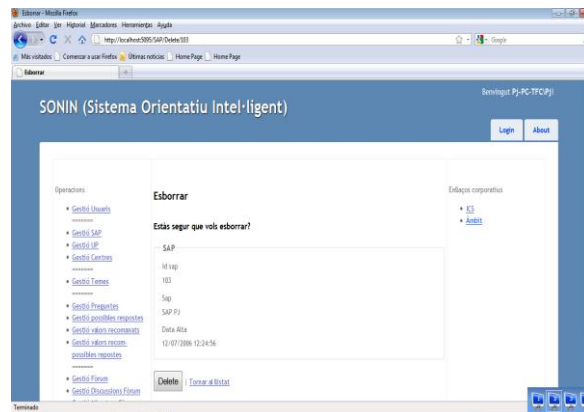 Esborrar - Mozilla Firefox
Archivo Editar Ver Historial Marcadores Herramientas Ayuda
http://localhost:5095/SAP/Delete/103
Google
Más visitados Comenzar a usar Firefox Últimas noticias Home Page Home Page
Esborrar
Benvingut PJ-PC-TFC\PJ!
SONIN (Sistema Orientatiu Intel·ligent)
Login About
Operacions
Gestió Usuaris
Gestió SAP
Gestió UP
Gestió Centres
Gestió Temes
Gestió Preguntes
Gestió possibles respostes
Gestió valors recomanats
Gestió valors recom.
possibles repostes
Gestió Fòrum
Gestió Discussions Fòrum
Esborrar
Estàs segur que vols esborrar?
SAP
Id sap
103
Sap
SAP PJ
Data Alta
12/07/2006 12:24:56
Delete | Tornar al llistat
Enllaços corporatius
ICS
Ambit
Terminado